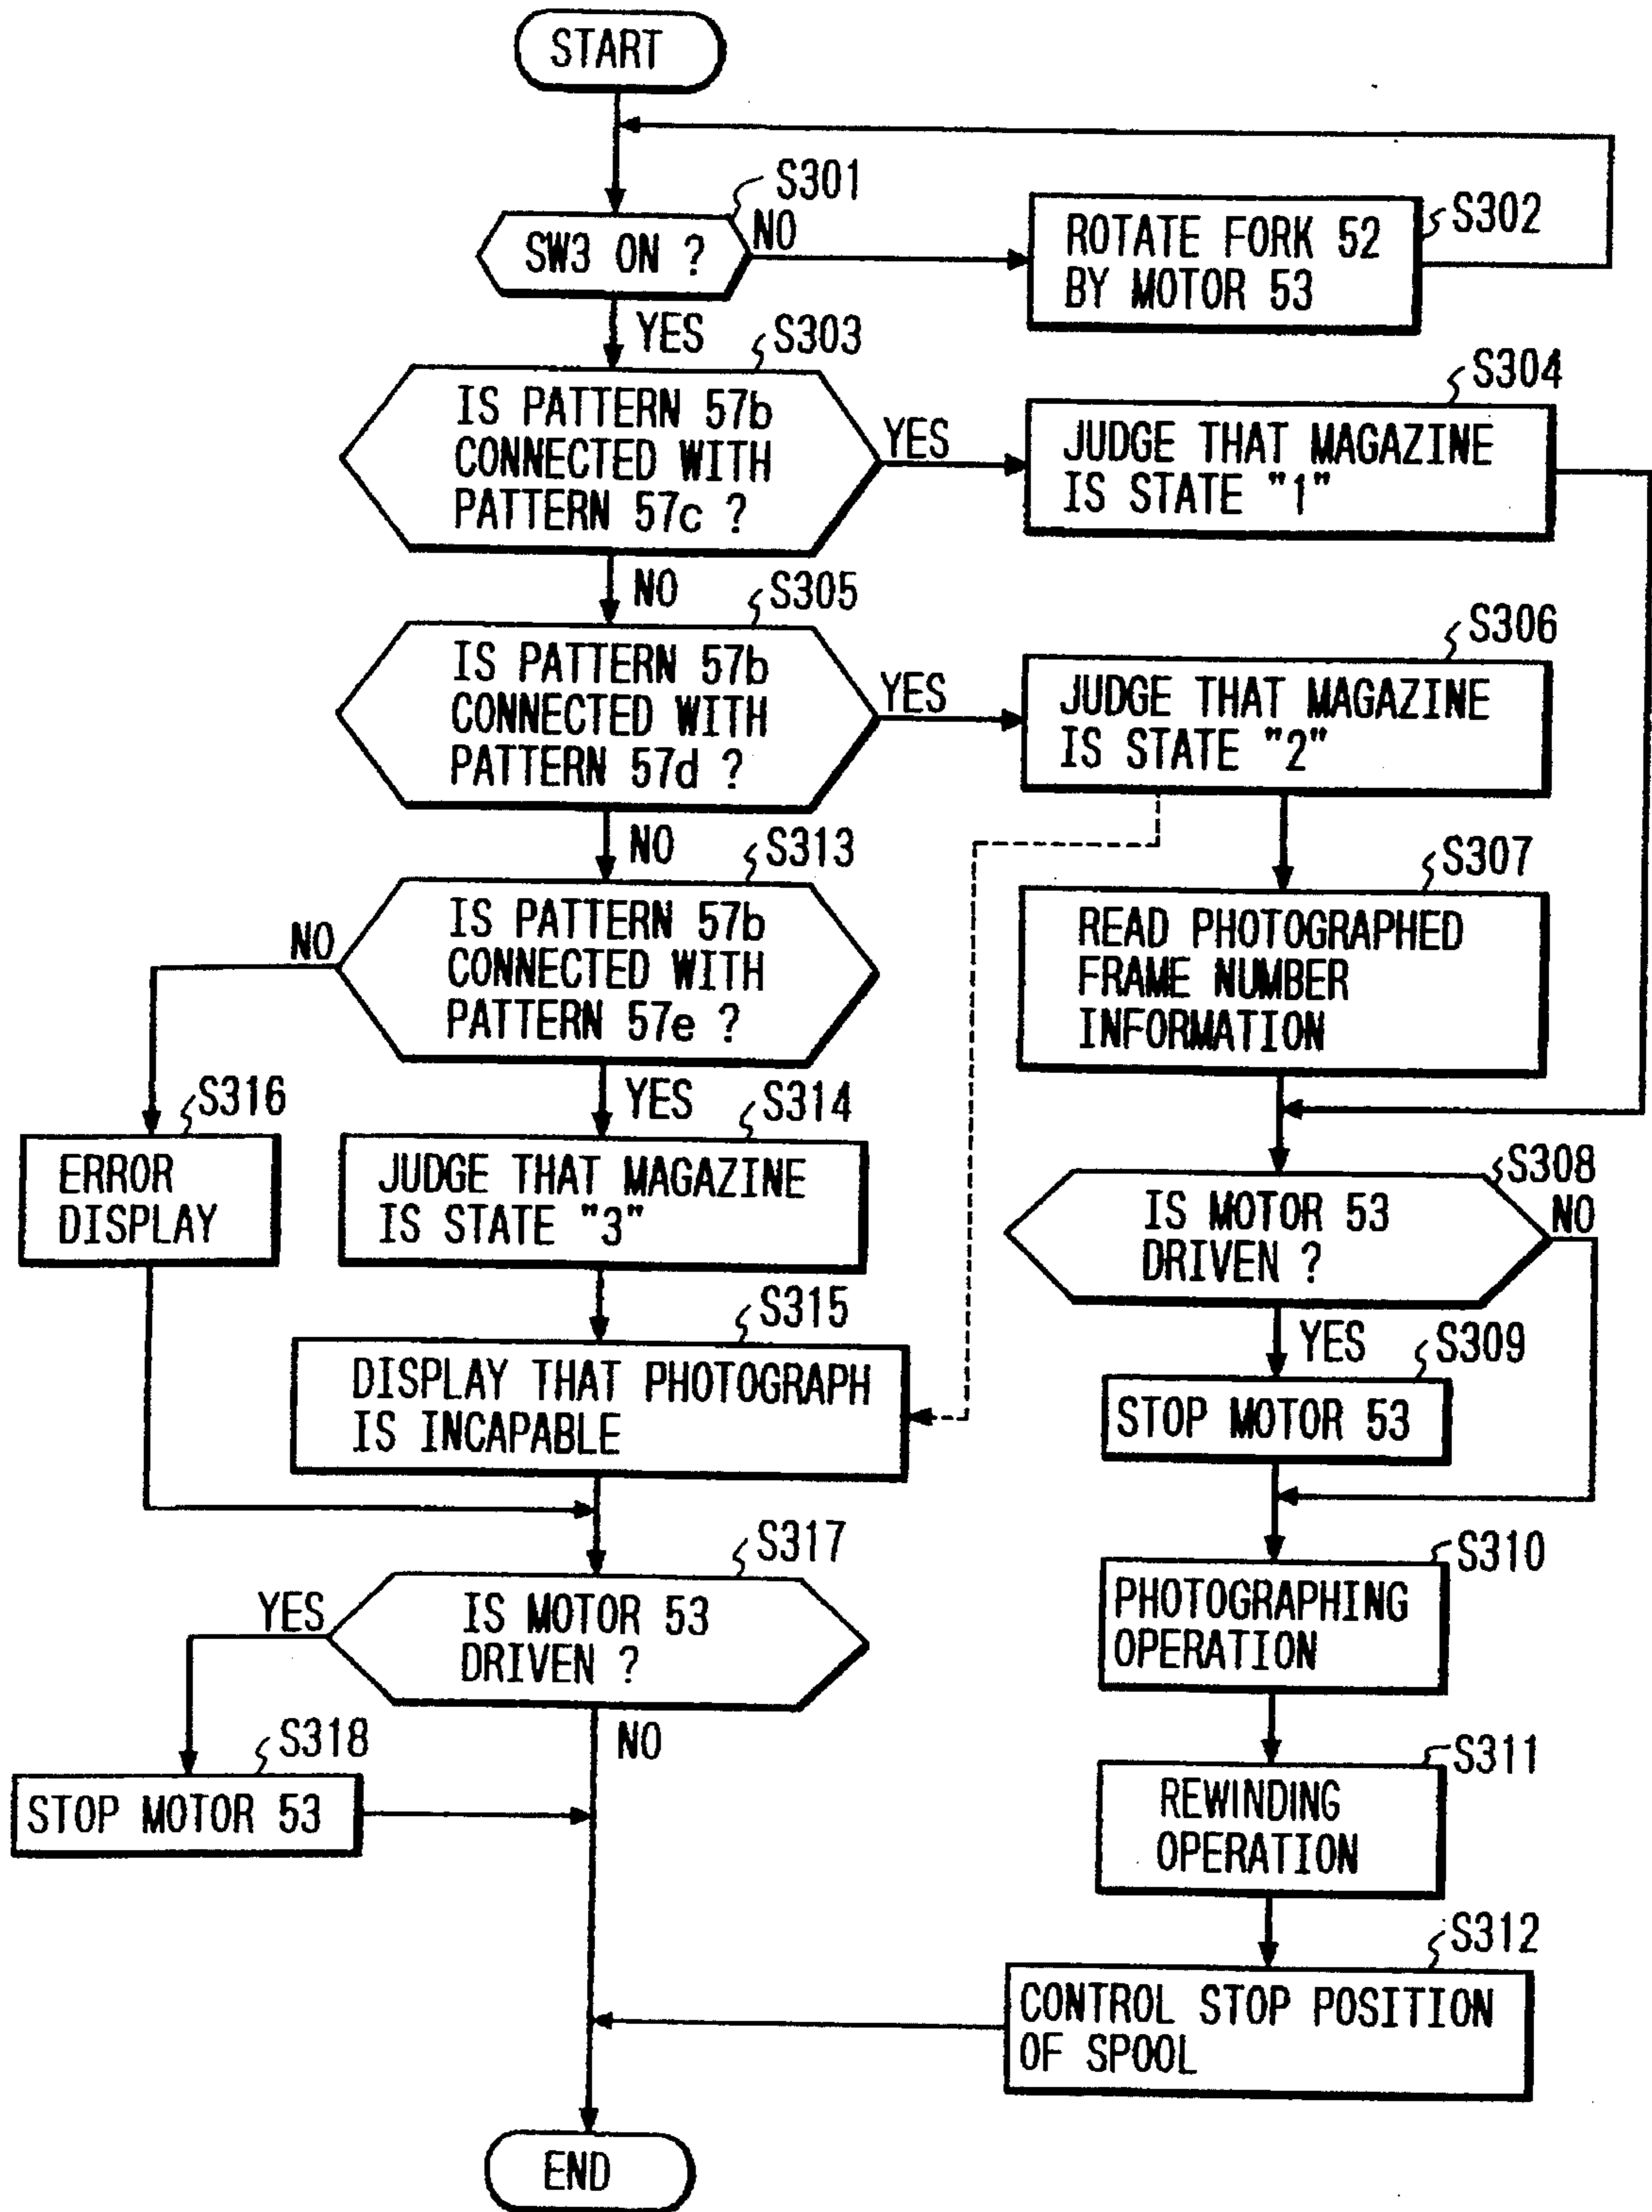 START
S301
SW3 ON ?
NO
ROTATE FORK 52
BY MOTOR 53
S302
YES
S303
IS PATTERN 57b
CONNECTED WITH
PATTERN 57c ?
YES
S304
JUDGE THAT MAGAZINE
IS STATE "1"
NO
S305
IS PATTERN 57b
CONNECTED WITH
PATTERN 57d ?
YES
S306
JUDGE THAT MAGAZINE
IS STATE "2"
NO
S313
S307
IS PATTERN 57b
CONNECTED WITH
PATTERN 57e ?
NO
READ PHOTOGRAPHED
FRAME NUMBER
INFORMATION
S316
YES
S314
ERROR
DISPLAY
JUDGE THAT MAGAZINE
IS STATE "3"
S308
IS MOTOR 53
DRIVEN ?
NO
S315
DISPLAY THAT PHOTOGRAPH
IS INCAPABLE
YES
S309
STOP MOTOR 53
S317
YES
IS MOTOR 53
DRIVEN ?
S310
PHOTOGRAPHING
OPERATION
S318
NO
STOP MOTOR 53
S311
REWINDING
OPERATION
S312
CONTROL STOP POSITION
OF SPOOL
END